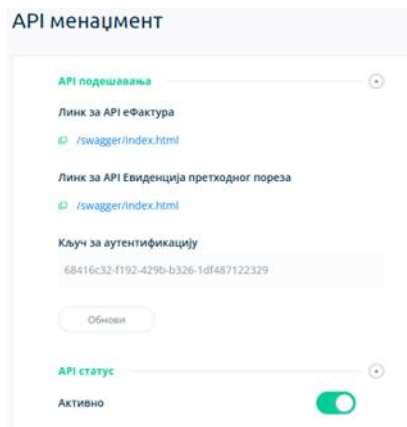 API менаџмент
API подешавања
Линк за API еФактура
/swagger/index.html
Линк за API Евиденција претходног пореза
/swagger/index.html
Кључ за аутентификацију
68416c32-f192-429b-b326-1df487122329
Обнови
API статус
Активно